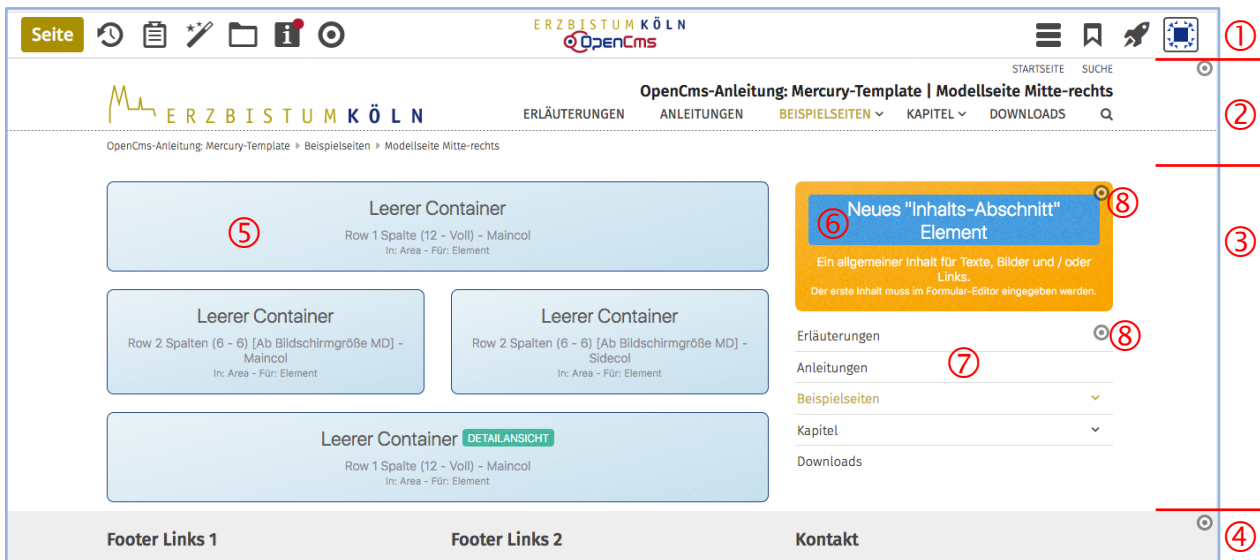 Seite
ERZBISTUM KÖLN
OpenCms
①
STARTSEITE SUCHE
OpenCms-Anleitung: Mercury-Template | Modellseite Mitte-rechts
ERZBISTUM KÖLN
ERLÄUTERUNGEN ANLEITUNGEN BEISPIELSEITEN KAPITEL DOWNLOADS
②
OpenCms-Anleitung: Mercury-Template Beispielseiten Modellseite Mitte-rechts
Leerer Container
Row 1 Spalte (12 - Voll) - Maincol
In: Area - Für: Element
⑤
Neues "Inhalts-Abschnitt"
Element
⑥
⑧
Ein allgemeiner Inhalt für Texte, Bilder und / oder
Links.
Der erste Inhalt muss im Formular-Editor eingegeben werden.
③
Leerer Container
Row 2 Spalten (6 - 6) [Ab Bildschirmgröße MD] -
Maincol
In: Area - Für: Element
Leerer Container
Row 2 Spalten (6 - 6) [Ab Bildschirmgröße MD] -
Sidecol
In: Area - Für: Element
Erläuterungen
⑧
Anleitungen
⑦
Beispielseiten
Kapitel
Downloads
Leerer Container DETAILANSICHT
Row 1 Spalte (12 - Voll) - Maincol
In: Area - Für: Element
Footer Links 1 Footer Links 2 Kontakt
④